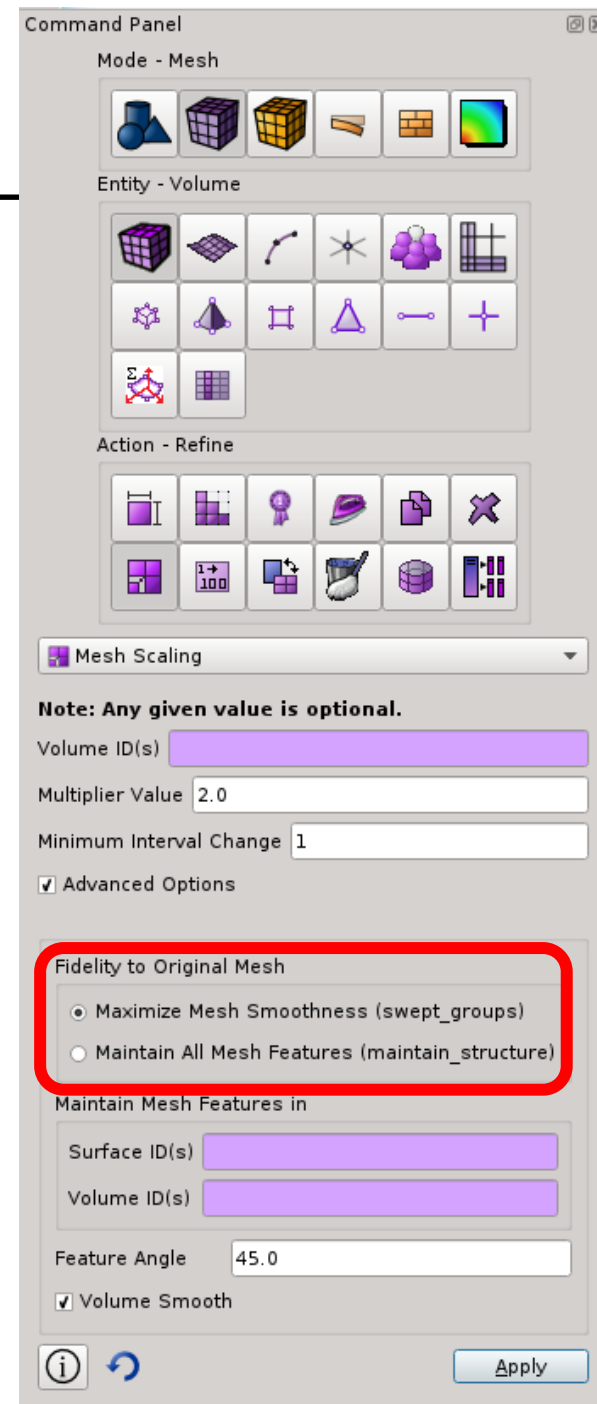 Command Panel
Mode - Mesh
Entity - Volume
Action - Refine
1
100
Mesh Scaling
Note: Any given value is optional.
Volume ID(s)
Multiplier Value 2.0
Minimum Interval Change 1
Advanced Options
Fidelity to Original Mesh
Maximize Mesh Smoothness (swept_groups)
Maintain All Mesh Features (maintain_structure)
Maintain Mesh Features in
Surface ID(s)
Volume ID(s)
Feature Angle 45.0
Volume Smooth
Apply